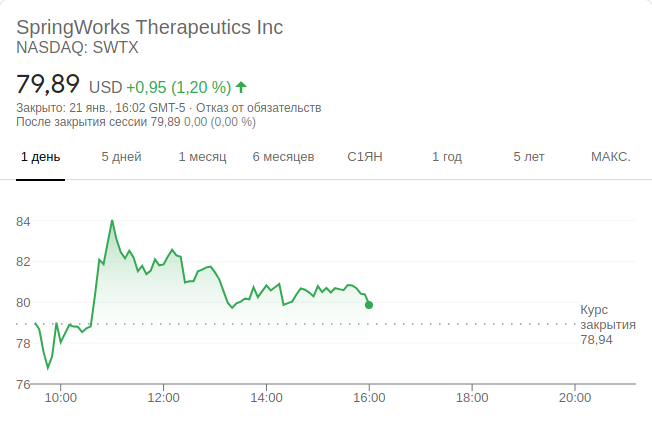 SpringWorks Therapeutics Inc
NASDAQ: SWTX
79,89 USD +0,95 (1,20 %)
Закрыто: 21 янв., 16:02 GMT-5 · Отказ от обязательств
После закрытия сессии 79,89 0,00 (0,00 %)
1 день 5 дней 1 месяц 6 месяцев С1ЯН 1 год 5 лет МАКС.
84
82
80
78
76
Курс
закрытия
78,94
10:00 12:00 14:00 16:00 18:00 20:00